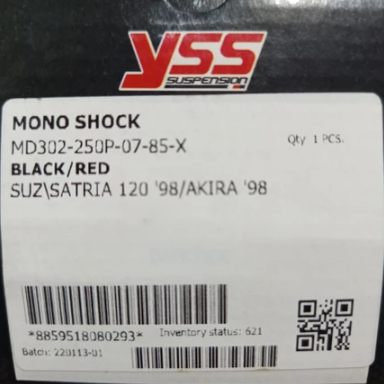 YSS
SUSPENSION
MONO SHOCK
MD302-250P-07-85-X
Qty 1 PCS.
BLACK/RED
SUZ\SATRIA 120 '98/AKIRA '98
*8859518080293*
Inventory status: 621
Batch: 220113-01